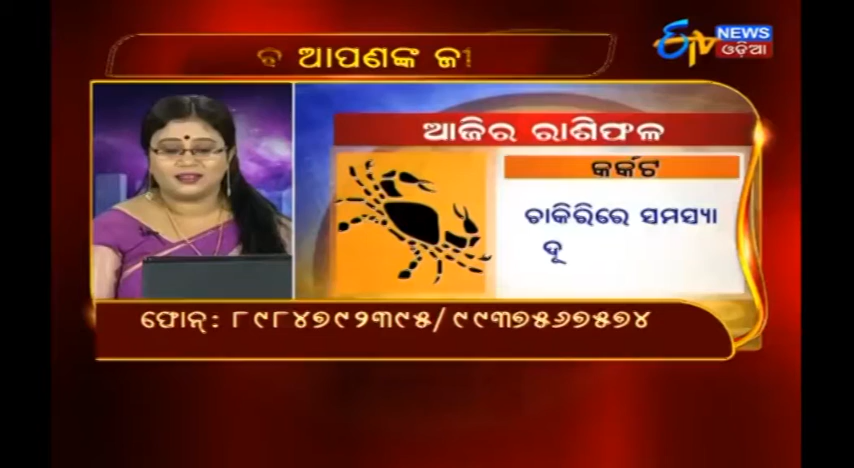 ଆପଣଙ୍କ ଜୀ
ETV NEWS
ଓଡ଼ିଆ
ଆଜିର ରାଶିଫଳ
କର୍କଟ
ଚାକିରିରେ ସମସ୍ୟା
ଦୂ
ଫୋନ୍: ୮୯୮୪୭୯୨୩୯୫/୯୯୩୭୫୬୭୫୭୪